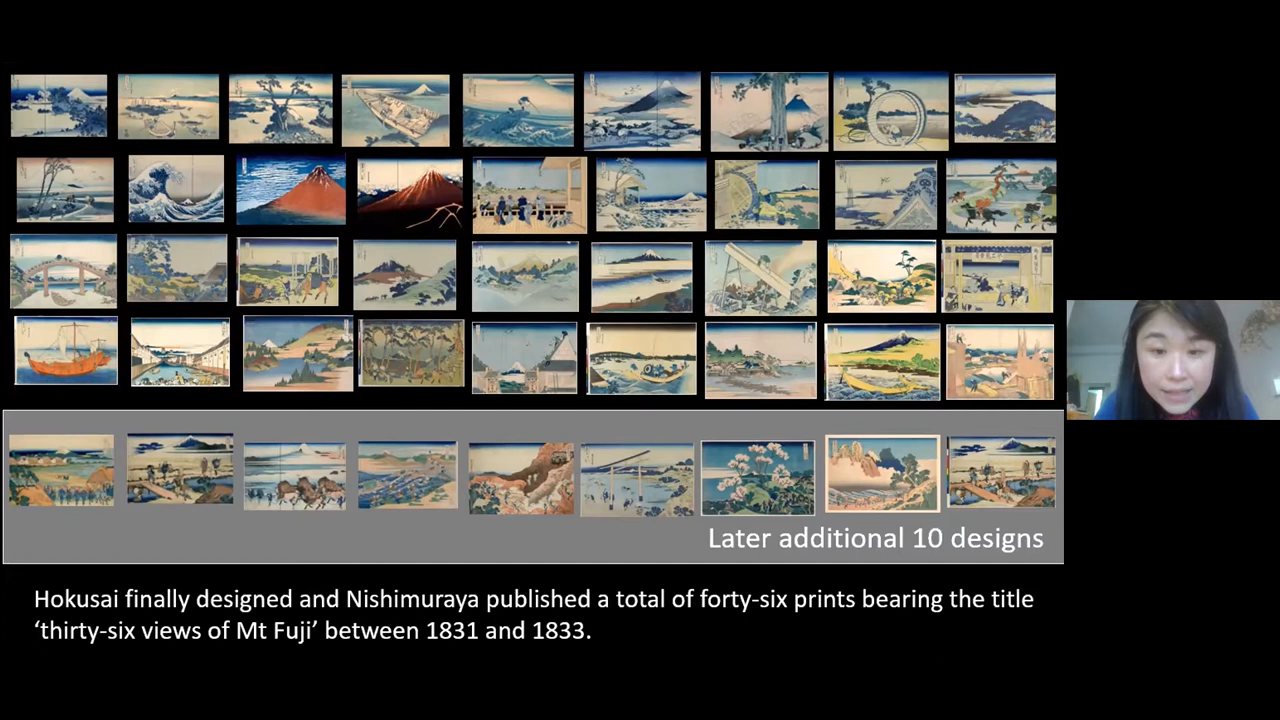 Later additional 10 designs
Hokusai finally designed and Nishimuraya published a total of forty-six prints bearing the title
‘thirty-six views of Mt Fuji’ between 1831 and 1833.